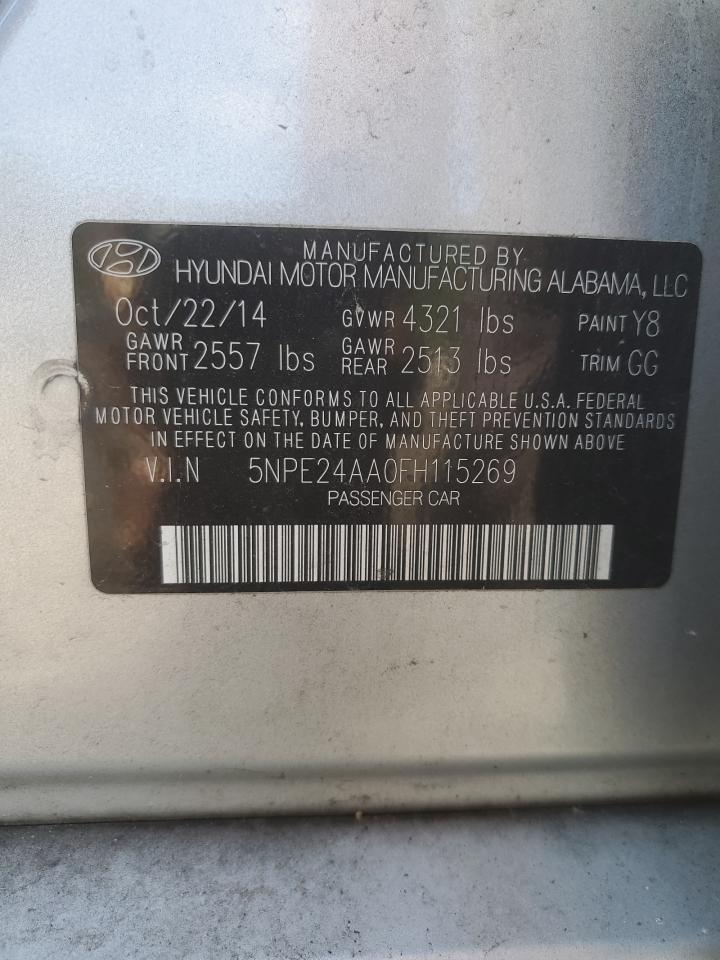 MANUFACTURED BY
HYUNDAI MOTOR MANUFACTURING ALABAMA, LLC
Oct/22/14 GVWR 4321 lbs PAINT Y8
GAWR FRONT 2557 lbs GAWR REAR 2513 lbs TRIM GG
THIS VEHICLE CONFORMS TO ALL APPLICABLE U.S.A. FEDERAL
MOTOR VEHICLE SAFETY, BUMPER, AND THEFT PREVENTION STANDARDS
IN EFFECT ON THE DATE OF MANUFACTURE SHOWN ABOVE
V.I.N 5NPE24AA0FH115269
PASSENGER CAR